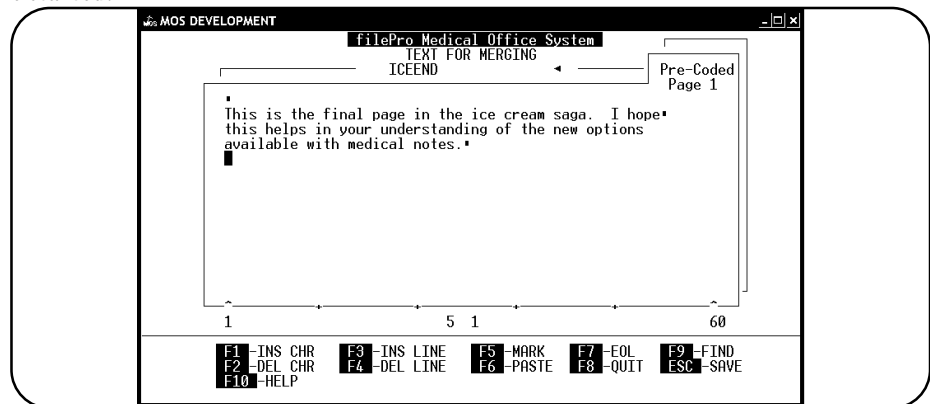 MOS DEVELOPMENT
filePro Medical Office System
TEXT FOR MERGING
ICEEND
Pre-Coded
Page 1
This is the final page in the ice cream saga. I hope
this helps in your understanding of the new options
available with medical notes.
1 5 1 60
F1 -INS CHR F3 -INS LINE F5 -MARK F7 -EOL F9 -FIND
F2 -DEL CHR F4 -DEL LINE F6 -PASTE F8 -QUIT ESC -SAVE
F10 -HELP